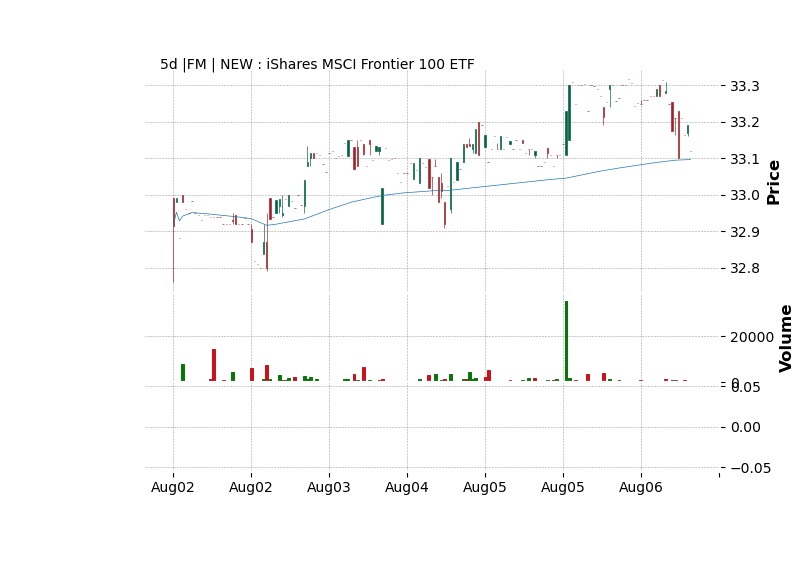 5d |FM | NEW : iShares MSCI Frontier 100 ETF
33.3
33.2
33.1
33.0
32.9
32.8
Price
20000
0
Volume
0.05
0.00
−0.05
Aug02 Aug02 Aug03 Aug04 Aug05 Aug05 Aug06